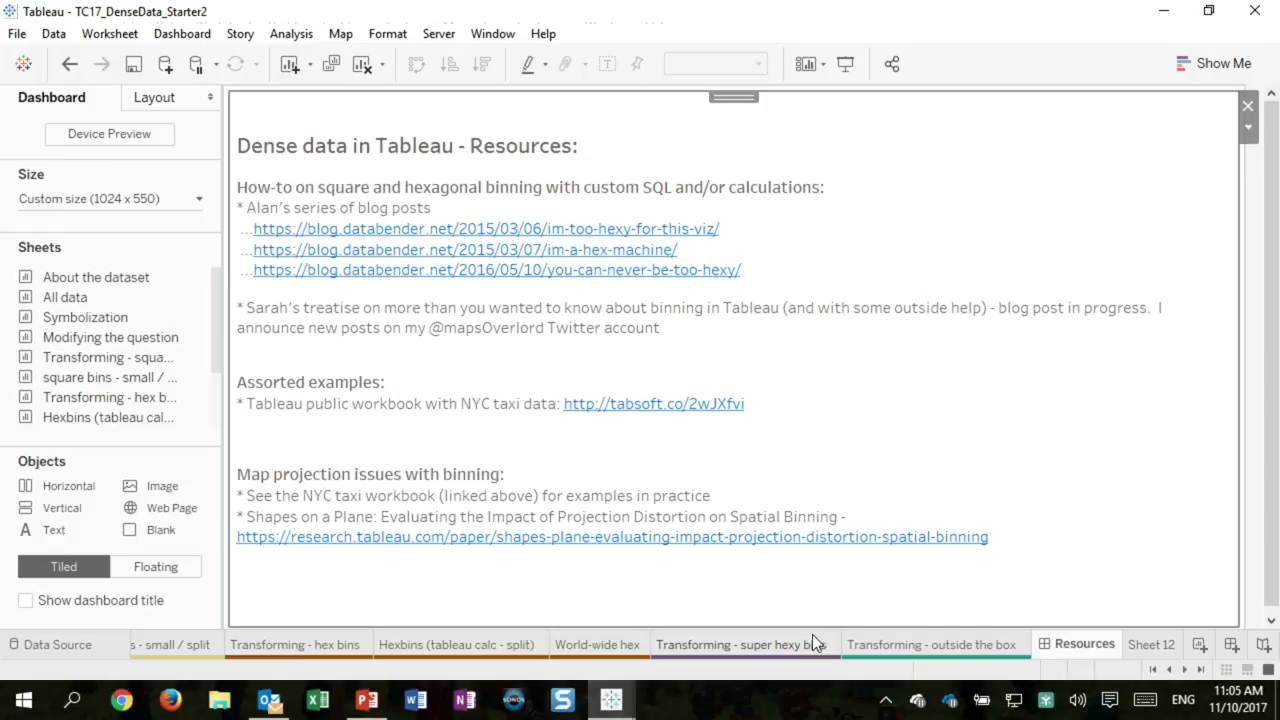 Tableau - TC17_DenseData_Starter2
File Data Worksheet Dashboard Story Analysis Map Format Server Window Help
Show Me
Dashboard Layout
Device Preview
Size
Custom size (1024 x 550)
Sheets
About the dataset
All data
Symbolization
Modifying the question
Transforming - squa...
square bins - small / ...
Transforming - hex b...
Hexbins (tableau cal...
Objects
Horizontal Image
Vertical Web Page
A Text Blank
Tiled Floating
Show dashboard title
Dense data in Tableau - Resources:
How-to on square and hexagonal binning with custom SQL and/or calculations:
* Alan's series of blog posts
...https://blog.databender.net/2015/03/06/im-too-hexy-for-this-viz/
...https://blog.databender.net/2015/03/07/im-a-hex-machine/
...https://blog.databender.net/2016/05/10/you-can-never-be-too-hexy/
* Sarah's treatise on more than you wanted to know about binning in Tableau (and with some outside help) - blog post in progress. I
announce new posts on my @mapsOverlord Twitter account
Assorted examples:
* Tableau public workbook with NYC taxi data: http://tabsoft.co/2wJXfvi
Map projection issues with binning:
* See the NYC taxi workbook (linked above) for examples in practice
* Shapes on a Plane: Evaluating the Impact of Projection Distortion on Spatial Binning -
https://research.tableau.com/paper/shapes-plane-evaluating-impact-projection-distortion-spatial-binning
Data Source s - small / split Transforming - hex bins Hexbins (tableau calc - split) World-wide hex Transforming - super hexy Transforming - outside the box Resources Sheet 12
SONOS ENG 11:05 AM
11/10/2017